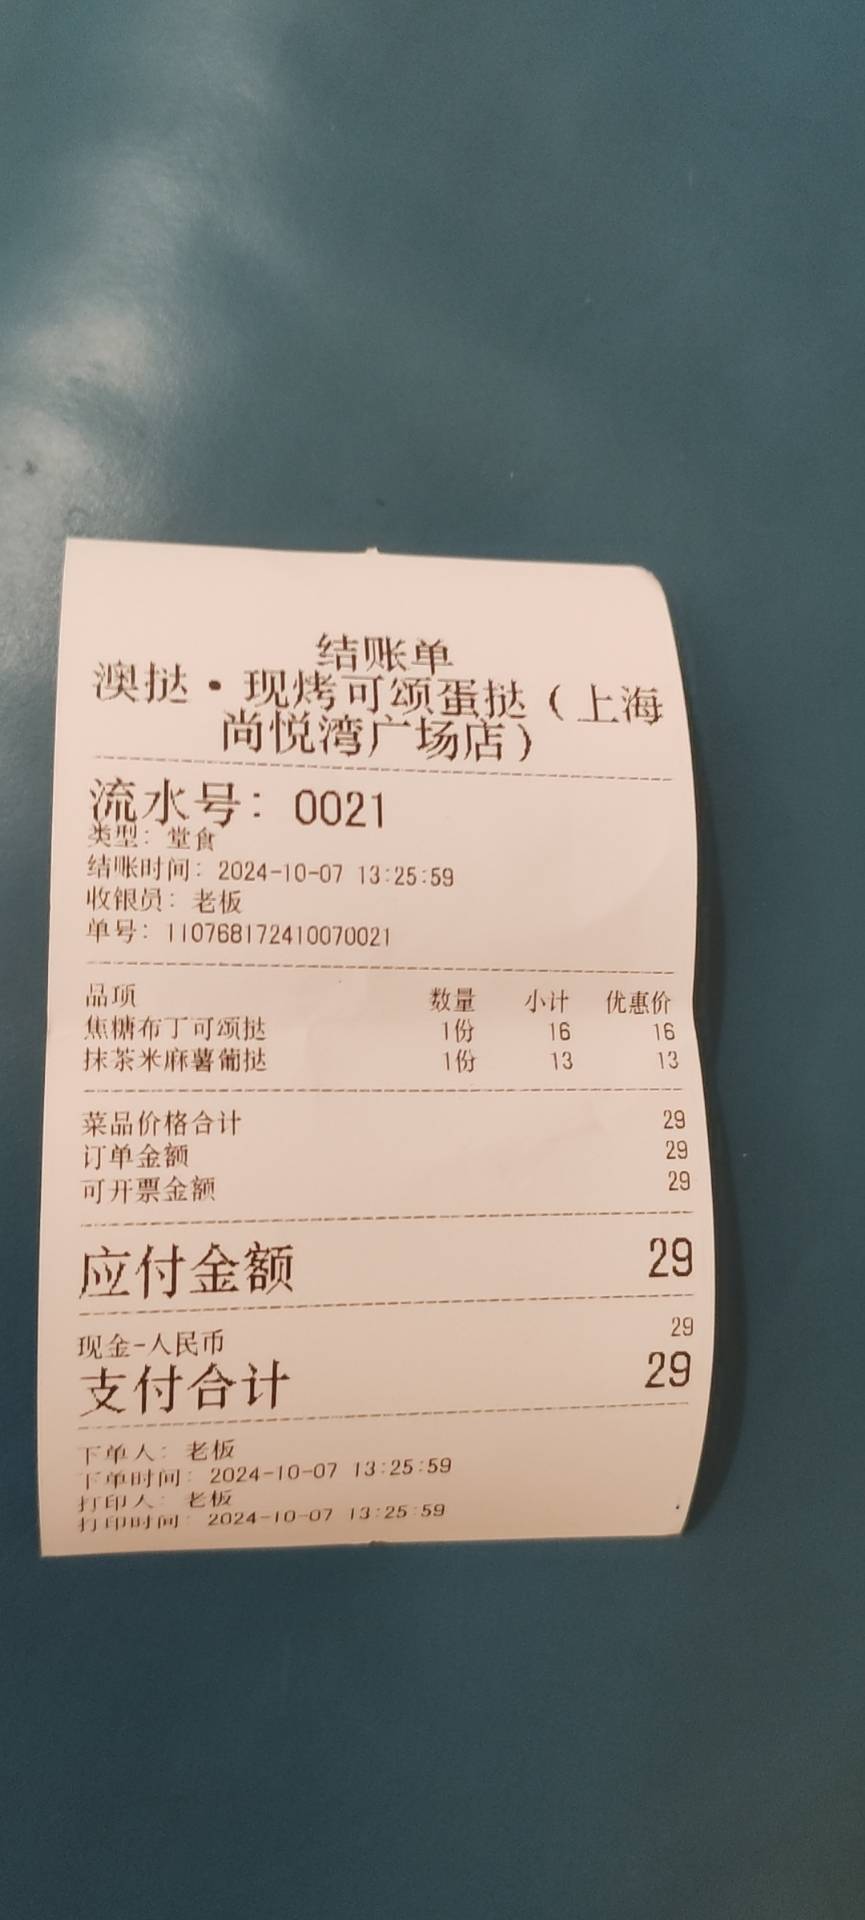 结账单
澳挞·现烤可颂蛋挞（上海
尚悦湾广场店）
流水号：0021
类型：堂食
结账时间：2024-10-07 13:25:59
收银员：老板
单号：110768172410070021
品项 数量 小计 优惠价
焦糖布丁可颂挞 1份 16 16
抹茶米麻薯葡挞 1份 13 13
菜品价格合计 29
订单金额 29
可开票金额 29
应付金额 29
现金-人民币 29
支付合计 29
下单人：老板
下单时间：2024-10-07 13:25:59
打印人：老板
打印时间：2024-10-07 13:25:59